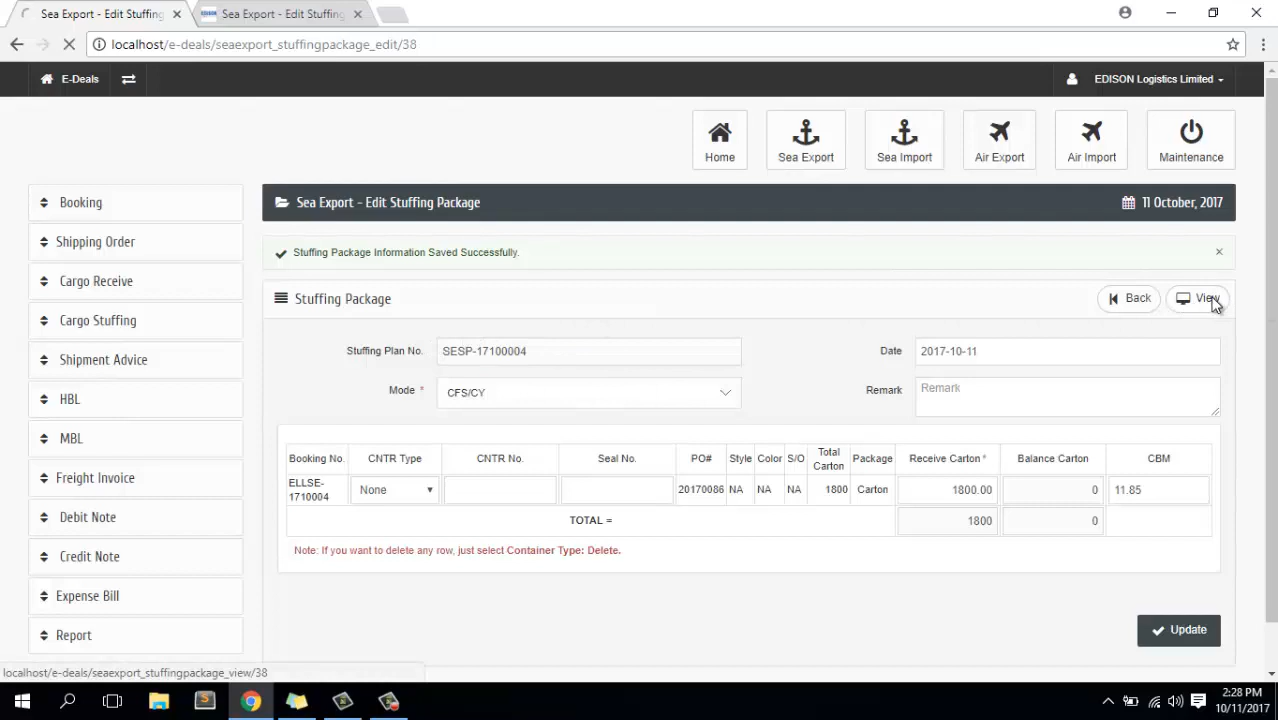 Sea Export - Edit Stuffing
Sea Export - Edit Stuffing
localhost/e-deals/seaexport_stuffingpackage_edit/38
E-Deals
EDISON Logistics Limited
Home
Sea Export
Sea Import
Air Export
Air Import
Maintenance
Booking
Shipping Order
Cargo Receive
Cargo Stuffing
Shipment Advice
HBL
MBL
Freight Invoice
Debit Note
Credit Note
Expense Bill
Report
Sea Export - Edit Stuffing Package
11 October, 2017
Stuffing Package Information Saved Successfully.
×
Stuffing Package
Back
View
Stuffing Plan No. SESP-17100004
Date 2017-10-11
Mode * CFS/CY
Remark Remark
Booking No. CNTR Type CNTR No. Seal No. PO# Style Color S/O Total Carton Package Receive Carton * Balance Carton CBM
ELLSE-1710004 None 20170086 NA NA NA 1800 Carton 1800.00 0 11.85
TOTAL = 1800 0
Note: If you want to delete any row, just select Container Type: Delete.
Update
localhost/e-deals/seaexport_stuffingpackage_view/38
2:28 PM
10/11/2017